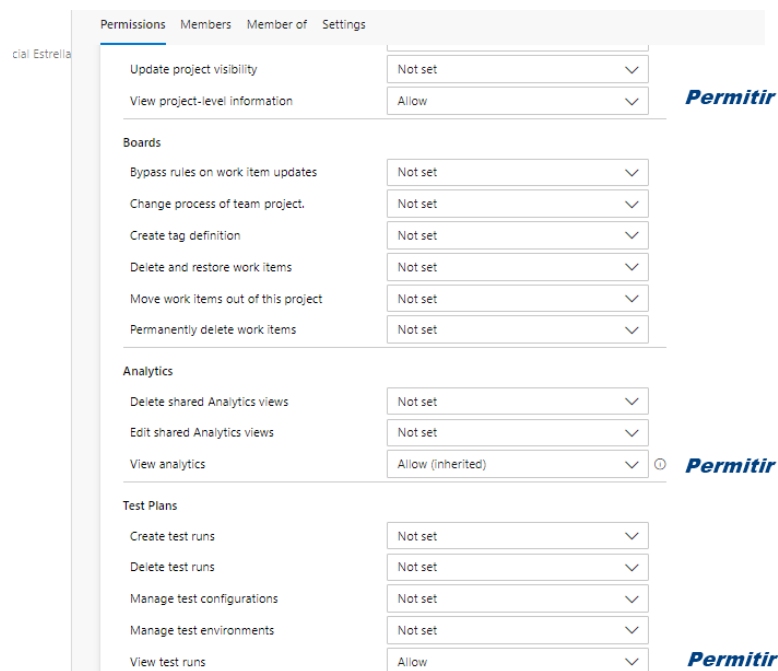 Permissions Members Member of Settings
cial Estrella
Update project visibility Not set
View project-level information Allow Permitir
Boards
Bypass rules on work item updates Not set
Change process of team project. Not set
Create tag definition Not set
Delete and restore work items Not set
Move work items out of this project Not set
Permanently delete work items Not set
Analytics
Delete shared Analytics views Not set
Edit shared Analytics views Not set
View analytics Allow (inherited) Permitir
Test Plans
Create test runs Not set
Delete test runs Not set
Manage test configurations Not set
Manage test environments Not set
View test runs Allow Permitir